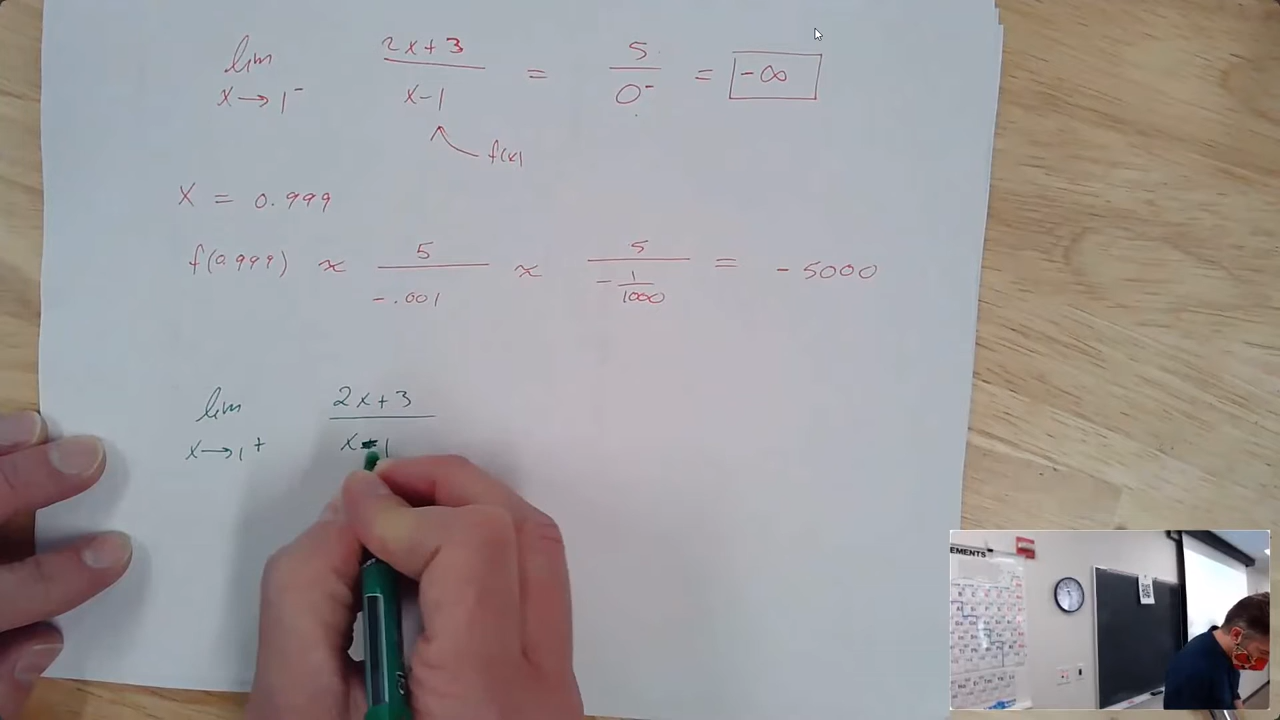 lim x→1⁻ (2x+3)/(x-1) = 5/0⁻ = -∞
f(x)
x = 0.999
f(0.999) ≈ 5/-.001 ≈ 5/-(1/1000) = -5000
lim x→1⁺ (2x+3)/(x-1)
EMENTS